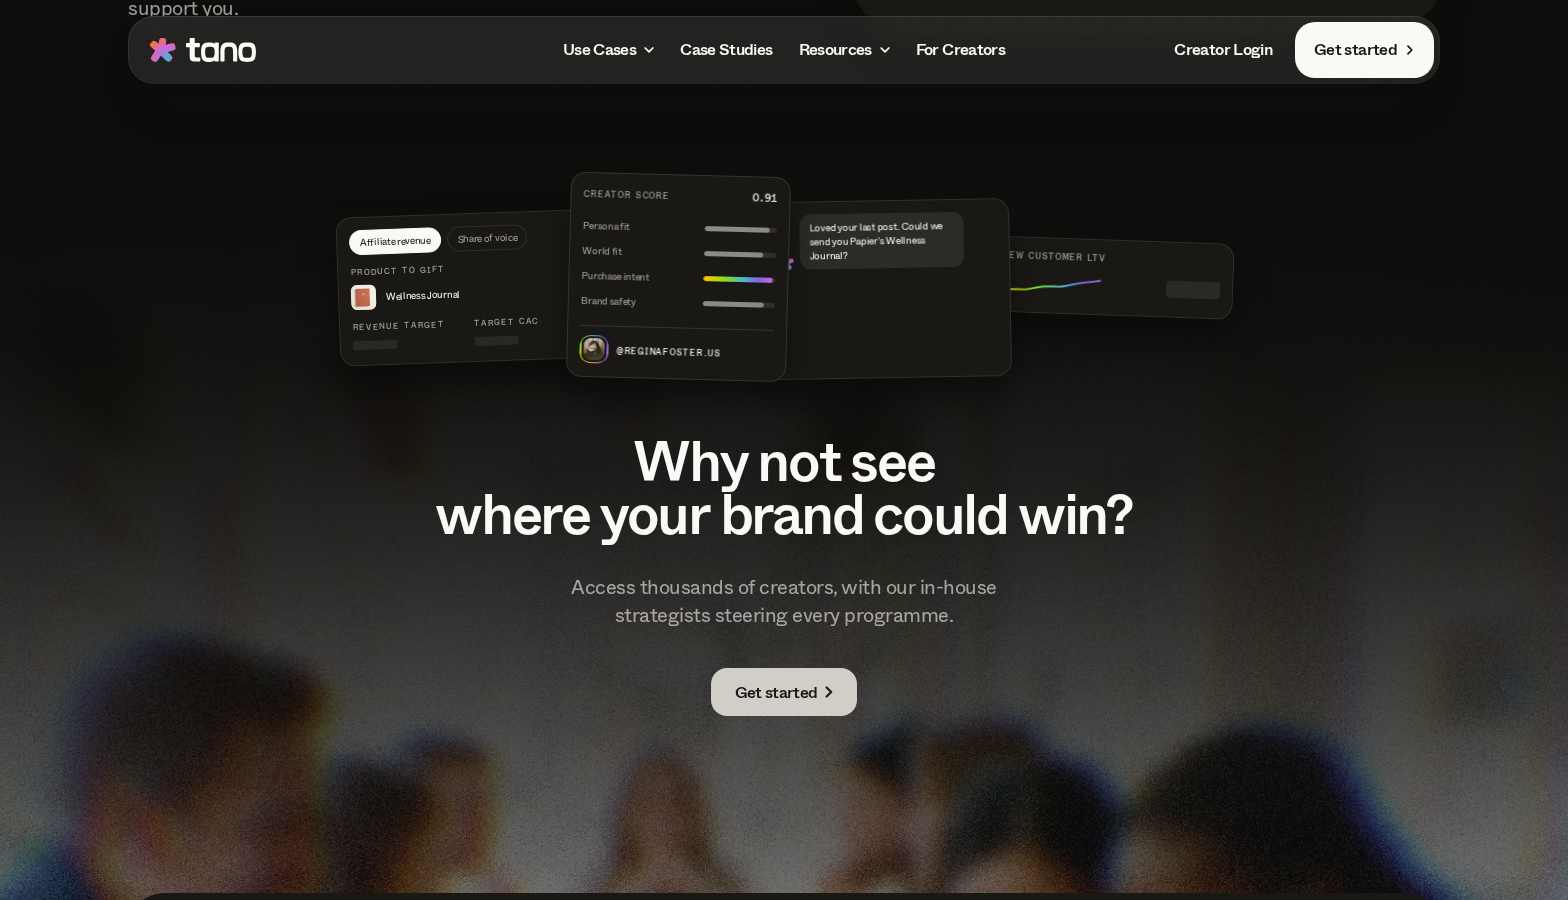 support you.
tano
Use Cases
Case Studies
Resources
For Creators
Creator Login
Get started
Affiliate revenue
Share of voice
PRODUCT TO GIFT
Wellness Journal
REVENUE TARGET
TARGET CAC
CREATOR SCORE
0.91
Persona fit
World fit
Purchase intent
Brand safety
@REGINAFOSTER.US
Loved your last post. Could we
send you Papier's Wellness
Journal?
EW CUSTOMER LTV
Why not see
where your brand could win?
Access thousands of creators, with our in-house
strategists steering every programme.
Get started